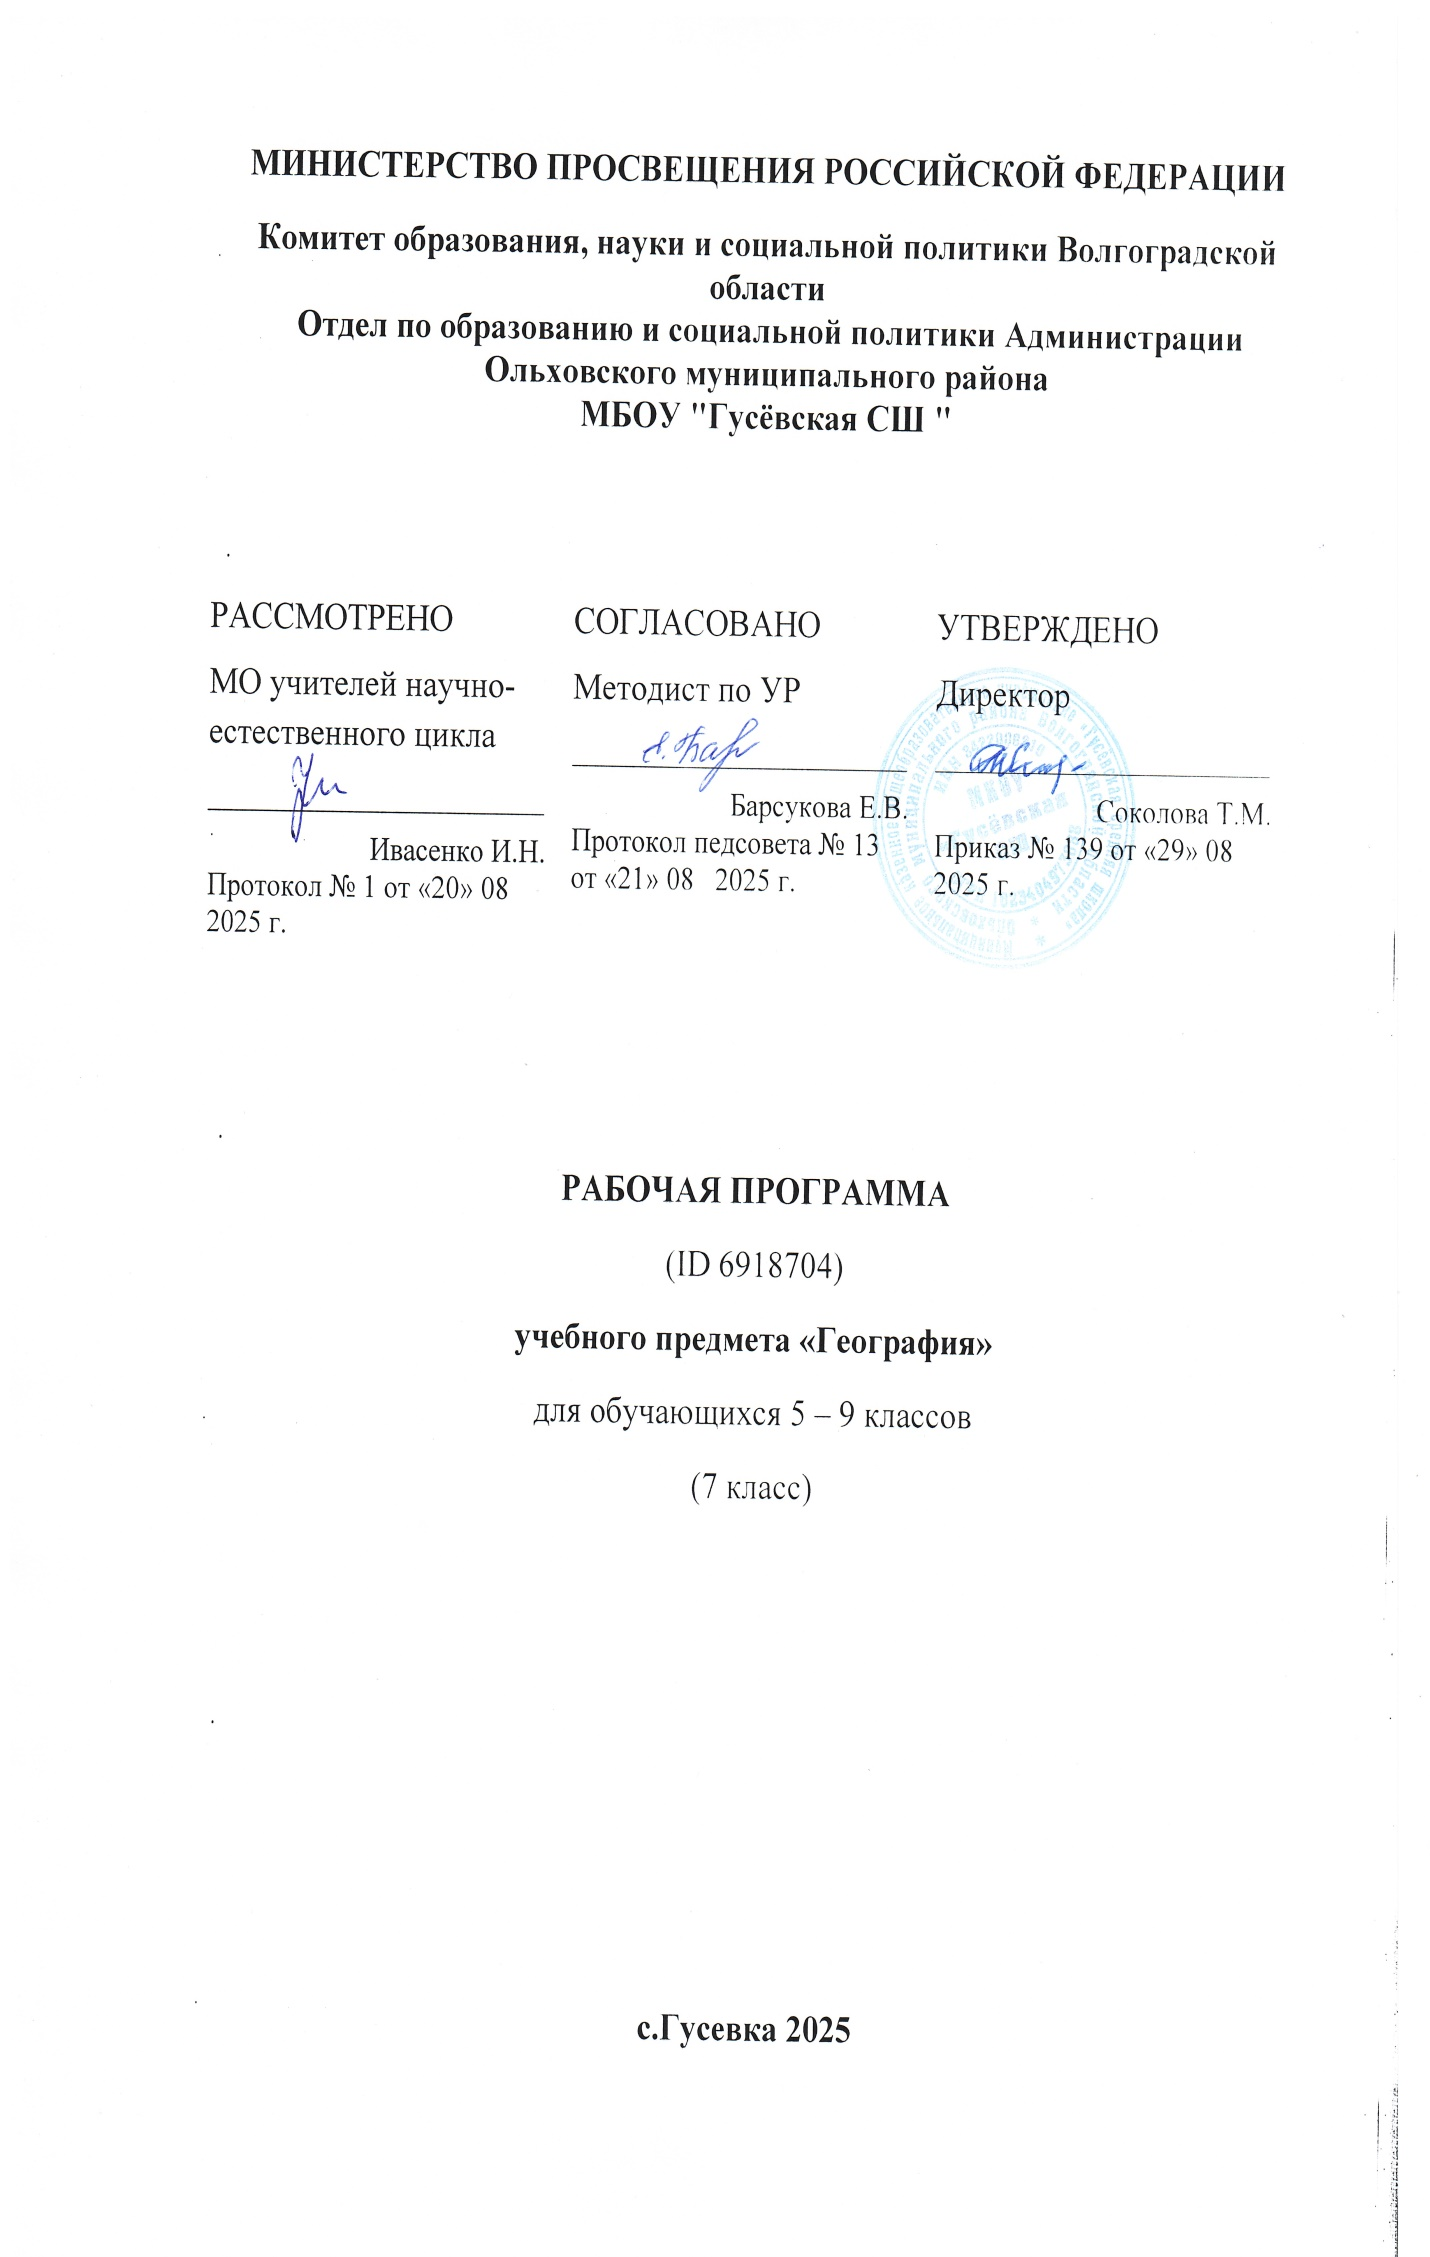 МИНИСТЕРСТВО ПРОСВЕЩЕНИЯ РОССИЙСКОЙ ФЕДЕРАЦИИ
Комитет образования, науки и социальной политики Волгоградской
области
Отдел по образованию и социальной политики Администрации
Ольховского муниципального района
МБОУ "Гусёвская СШ "
РАССМОТРЕНО
МО учителей научно-
естественного цикла
Ивасенко И.Н.
Протокол № 1 от «20» 08
2025 г.
СОГЛАСОВАНО
Методист по УР
Е.Бар
Барсукова Е.В.
Протокол педсовета № 13
от «21» 08 2025 г.
УТВЕРЖДЕНО
Директор
Соколова Т.М.
Приказ № 139 от «29» 08
2025 г.
РАБОЧАЯ ПРОГРАММА
(ID 6918704)
учебного предмета «География»
для обучающихся 5 – 9 классов
(7 класс)
с.Гусевка 2025